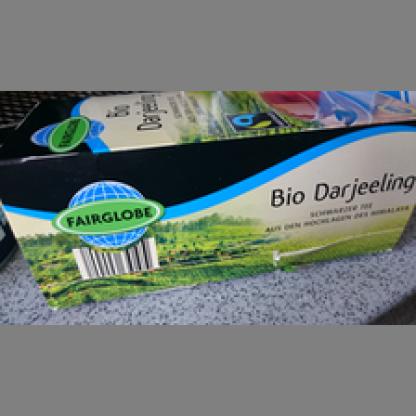 Bio
Darjeeling
FAIRGLOBE
FAIRGLOBE
Bio Darjeeling
SCHWARZER TEE
AUS DEN HOCHLAGEN DES HIMALAYA